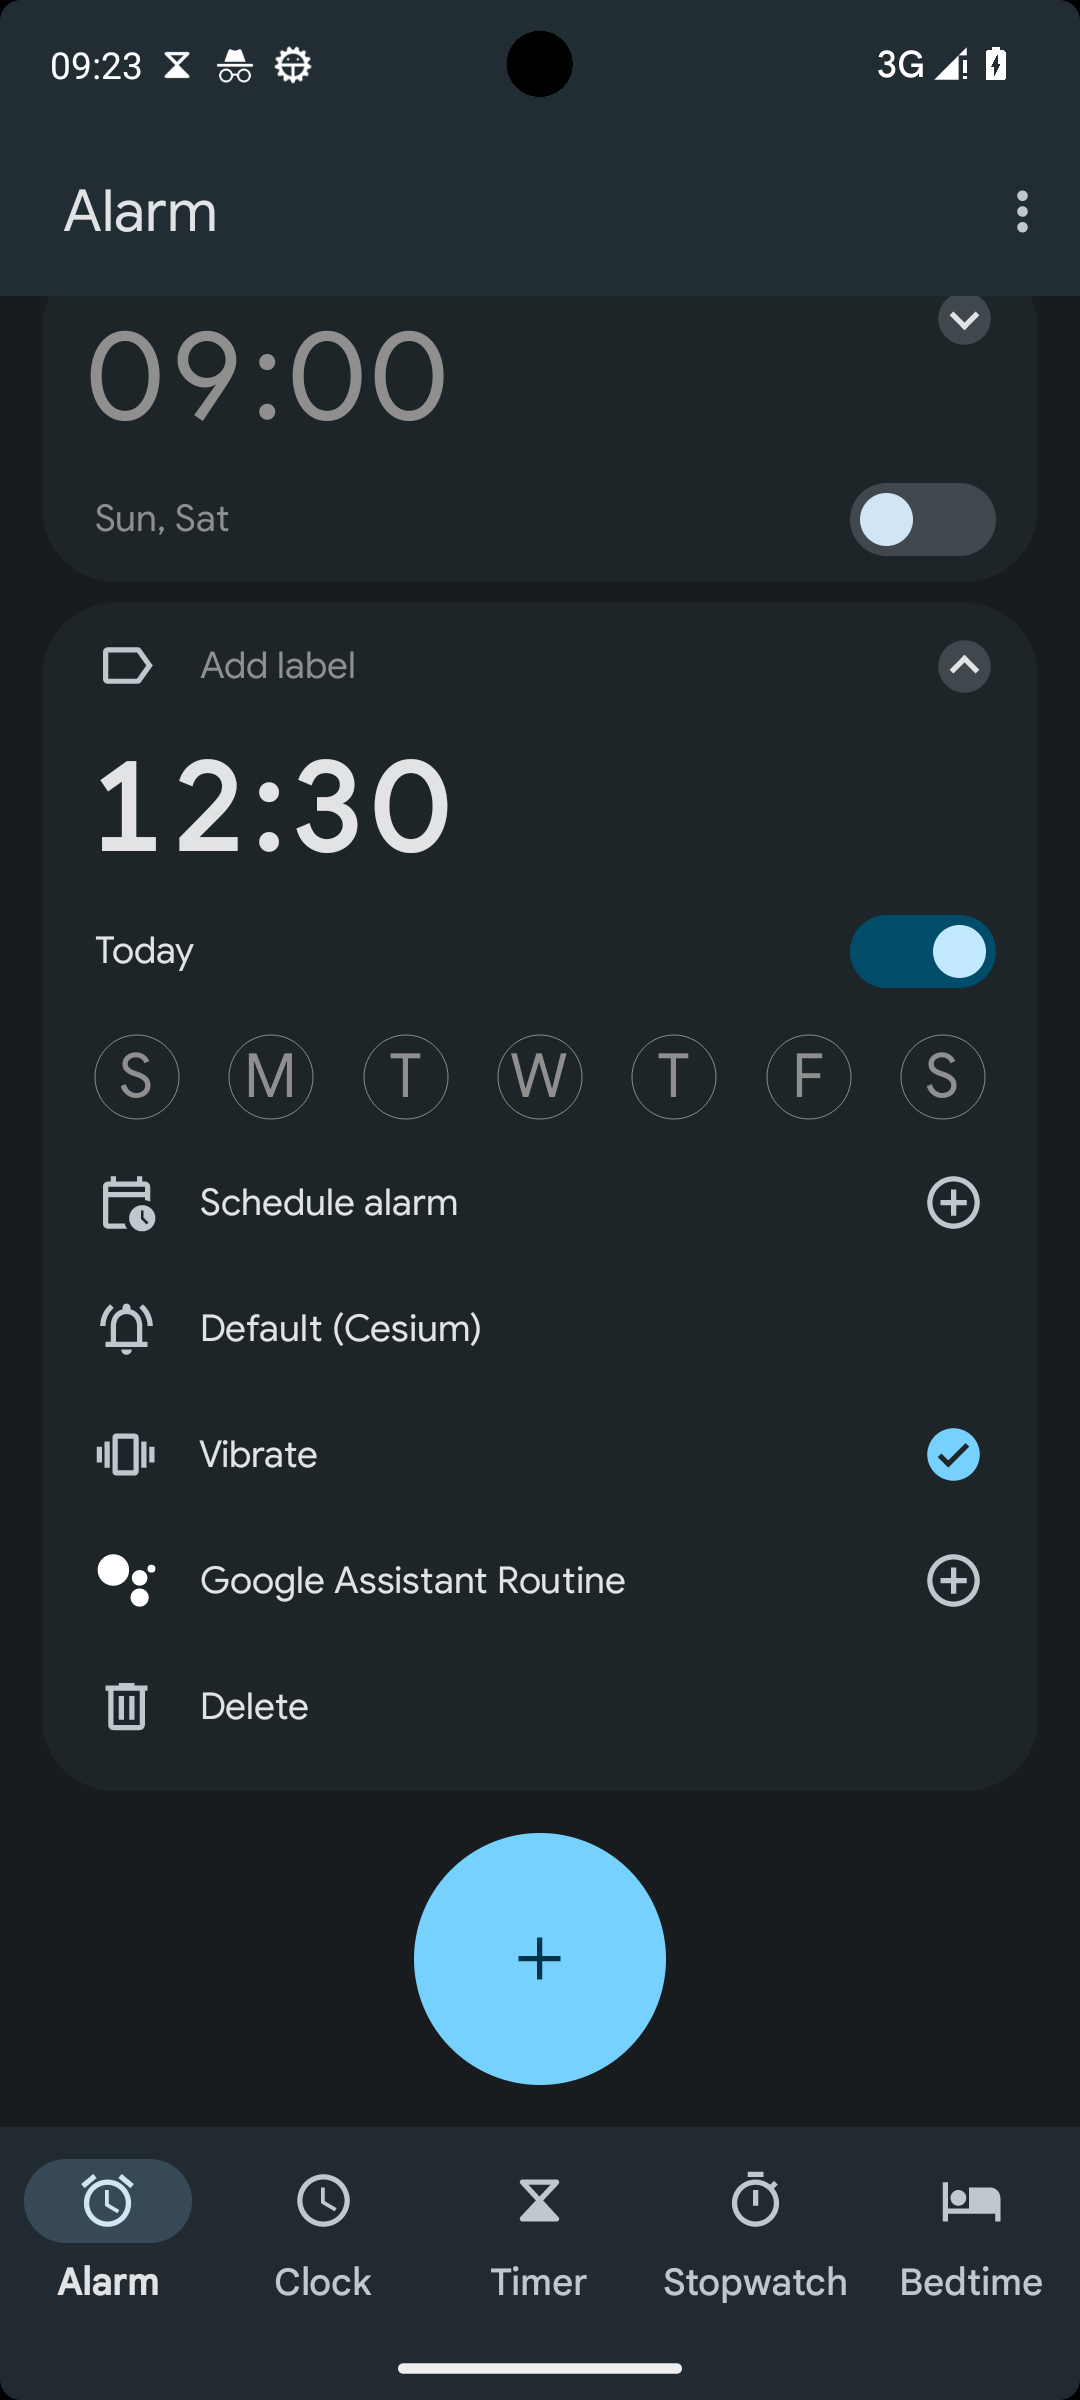 09:23
3G
Alarm
09:00
Sun, Sat
Add label
12:30
Today
S M T W T F S
Schedule alarm
Default (Cesium)
Vibrate
Google Assistant Routine
Delete
Alarm Clock Timer Stopwatch Bedtime